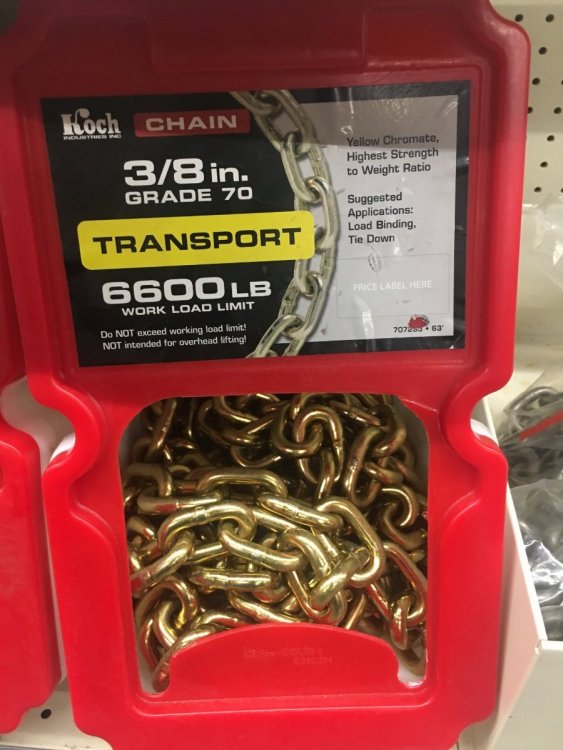 Koch
INDUSTRIES INC
CHAIN
3/8 in.
GRADE 70
TRANSPORT
6600 LB
WORK LOAD LIMIT
Do NOT exceed working load limit!
NOT intended for overhead lifting!
Yellow Chromate,
Highest Strength
to Weight Ratio
Suggested
Applications:
Load Binding,
Tie Down
PRICE LABEL HERE
63'